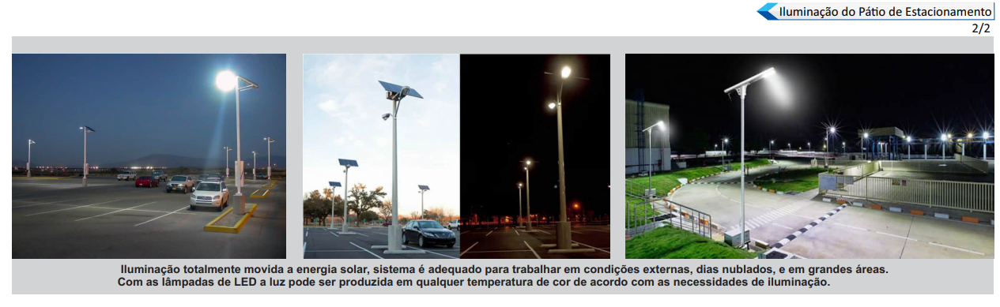 Iluminação do Pátio de Estacionamento
2/2
Iluminação totalmente movida a energia solar, sistema é adequado para trabalhar em condições externas, dias nublados, e em grandes áreas.
Com as lâmpadas de LED a luz pode ser produzida em qualquer temperatura de cor de acordo com as necessidades de iluminação.